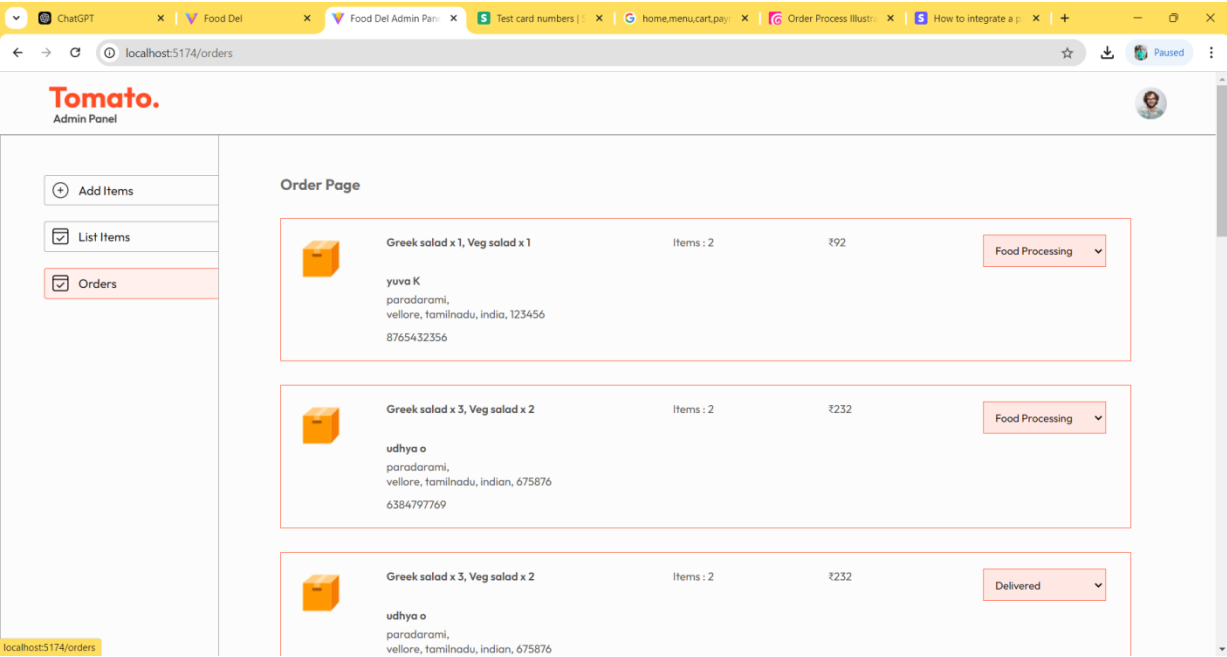 ChatGPT
Food Del
Food Del Admin Pan
Test card numbers | S
home,menu,cart,payn
Order Process Illustra
How to integrate a p
localhost:5174/orders
Paused
Tomato.
Admin Panel
Add Items
List Items
Orders
Order Page
Greek salad x 1, Veg salad x 1
Items : 2
₹92
Food Processing
yuva K
paradarami,
vellore, tamilnadu, india, 123456
8765432356
Greek salad x 3, Veg salad x 2
Items : 2
₹232
Food Processing
udhya o
paradarami,
vellore, tamilnadu, indian, 675876
6384797769
Greek salad x 3, Veg salad x 2
Items : 2
₹232
Delivered
udhya o
paradarami,
vellore, tamilnadu, indian, 675876
localhost:5174/orders